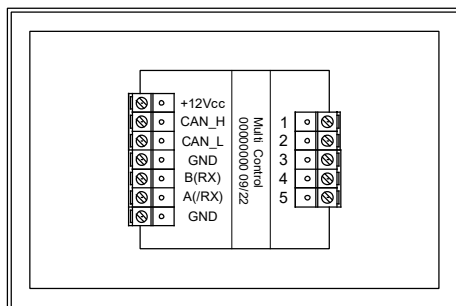 +12Vcc
CAN_H
CAN_L
GND
B(RX)
A(/RX)
GND
Multi Control
00000000 09/22
1
2
3
4
5